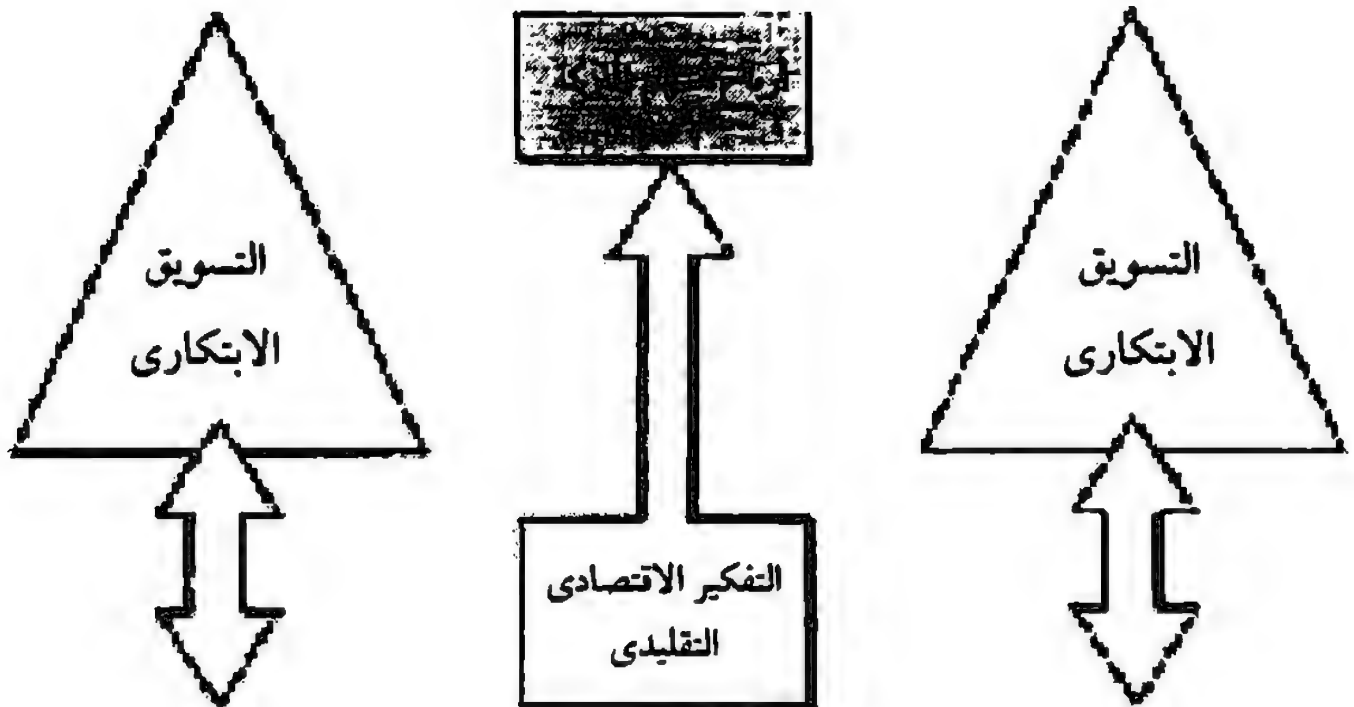 التسويق
الابتكارى
التسويق
الابتكارى
التفكير الاقتصادى
التقليدى